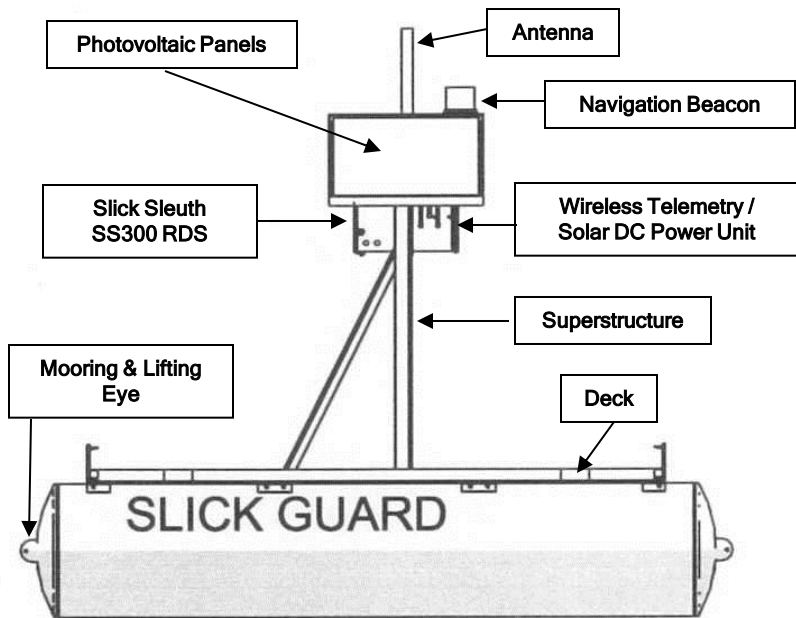 Photovoltaic Panels
Antenna
Navigation Beacon
Slick Sleuth
SS300 RDS
Wireless Telemetry /
Solar DC Power Unit
Superstructure
Mooring & Lifting
Eye
Deck
SLICK GUARD